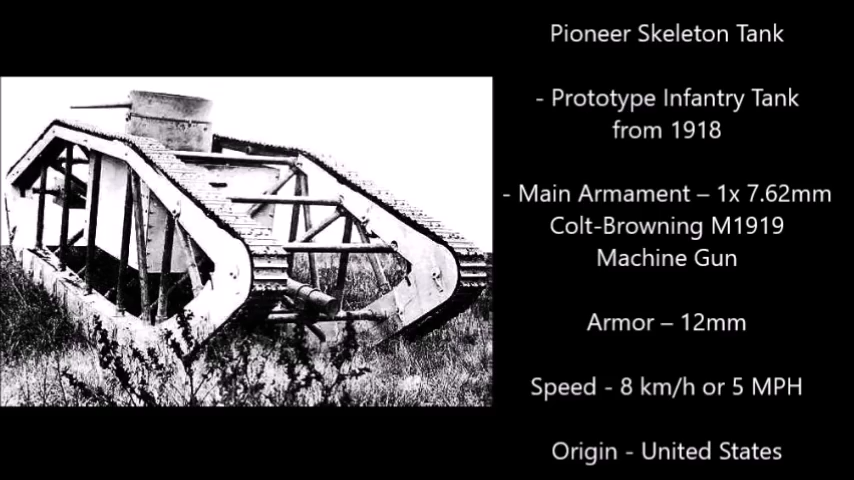 Pioneer Skeleton Tank
- Prototype Infantry Tank
from 1918
- Main Armament – 1x 7.62mm
Colt-Browning M1919
Machine Gun
Armor – 12mm
Speed - 8 km/h or 5 MPH
Origin - United States